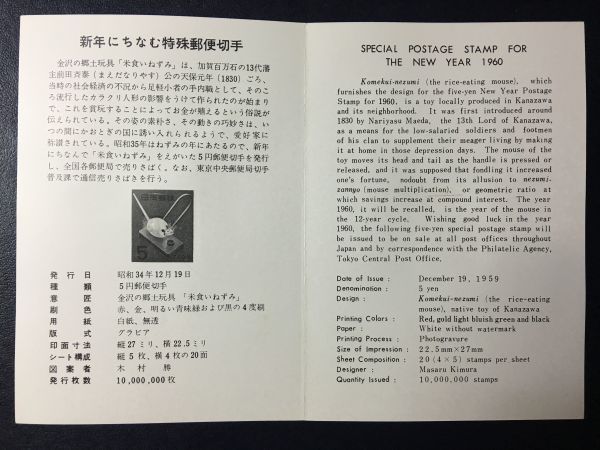 新年にちなむ特殊郵便切手
金沢の郷土玩具「米食いねずみ」は、加賀百万石の13代藩
主前田斉泰(まえだなりやす)公の天保元年(1830)ごろ、
当時の社会経済の不況から足軽小者の手内職として、そのこ
ろ流行したカラクリ人形の影響をうけて作られたのが始まり
で、これを賞玩することによってお金が殖えるという俗説が
伝えられている。その姿の素朴さ、その動きの巧妙さは、い
つの間にかおとぎの国に誘い入れられるようで、愛好家に
弥讃されている。昭和35年はねずみの年にあたるので、新年
にちなんで「米食いねずみ」をえがいた5円郵便切手を発行
し、全国各郵便局で売りさばく。なお、東京中央郵便局切手
普及課で通信売りさばきを行う。
日本郵便
5
発行日 昭和34年12月19日
種類 5円郵便切手
意匠 金沢の郷土玩具「米食いねずみ」
刷色 赤、金、明るい青味緑および黒の4度刷
用紙 白紙、無透
版式 グラビア
印面寸法 縦27ミリ、横22.5ミリ
シート構成 縦5枚、横4枚の20面
図案者 木村勝
発行枚数 10,000,000枚
SPECIAL POSTAGE STAMP FOR
THE NEW YEAR 1960
Komekui-nezumi (the rice-eating mouse), which
furnishes the design for the five-yen New Year Postage
Stamp for 1960, is a toy locally produced in Kanazawa
and its neighborhood. It was first introduced around
1830 by Nariyasu Maeda, the 13th Lord of Kanazawa,
as a means for the low-salaried soldiers and footmen
of his clan to supplement their meager living by making
it at home in those depression days. The mouse of the
toy moves its head and tail as the handle is pressed or
released, and it was supposed that fondling it increased
one's fortune, nodoubt from its allusion to nezumi-
zannyo (mouse multiplication), or geometric ratio at
which savings increase at compound interest. The year
1960, it will be recalled, is the year of the mouse in
the 12-year cycle. Wishing good luck in the year
1960, the following five-yen special postage stamp will
be issued to be on sale at all post offices throughout
Japan and by correspondence with the Philatelic Agency,
Tokyo Central Post Office.
Date of Issue : December 19, 1959
Denomination : 5 yen
Design : Komekui-nezumi (the rice-eating
mouse), native toy of Kanazawa
Printing Colors : Red, gold light bluish green and black
Paper : White without watermark
Printing Process : Photogravure
Size of Impression : 22.5mm×27mm
Sheet Composition : 20 (4×5) stamps per sheet
Designer : Masaru Kimura
Quantity Issued : 10,000,000 stamps